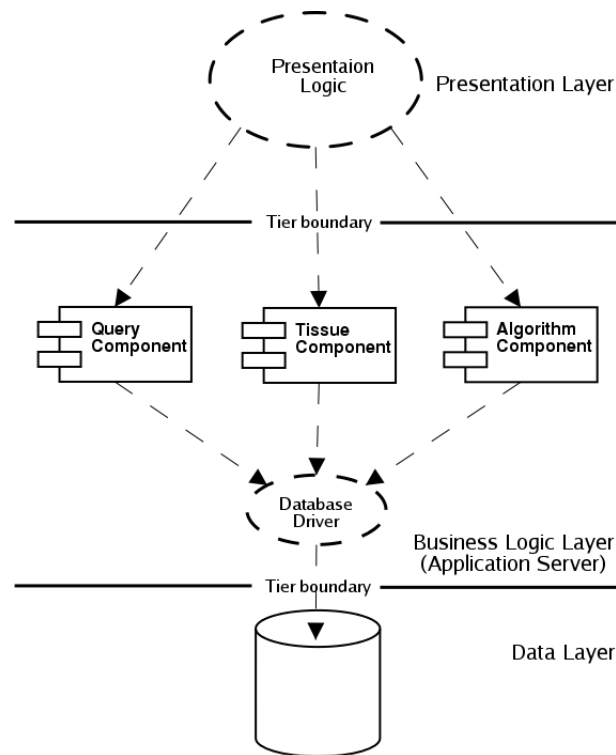 Presentaion
Logic
Presentation Layer
Tier boundary
Query
Component
Tissue
Component
Algorithm
Component
Database
Driver
Business Logic Layer
(Application Server)
Tier boundary
Data Layer